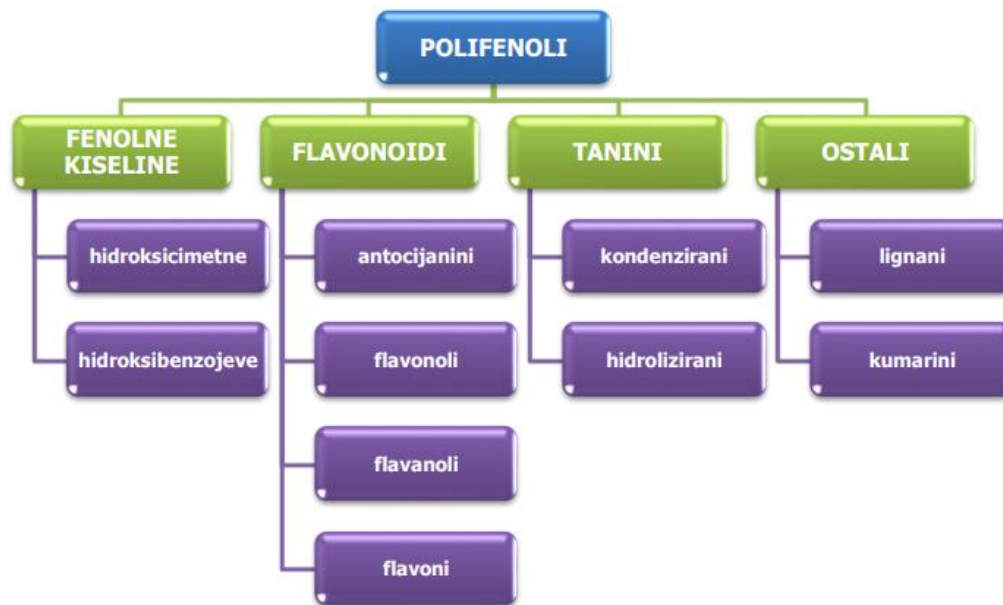 POLIFENOLI
FENOLNE
KISELINE
hidroksicimetne
hidroksibenzojeve
FLAVONOIDI
antocijanini
flavonoli
flavanoli
flavoni
TANINI
kondenzirani
hidrolizirani
OSTALI
lignani
kumarini